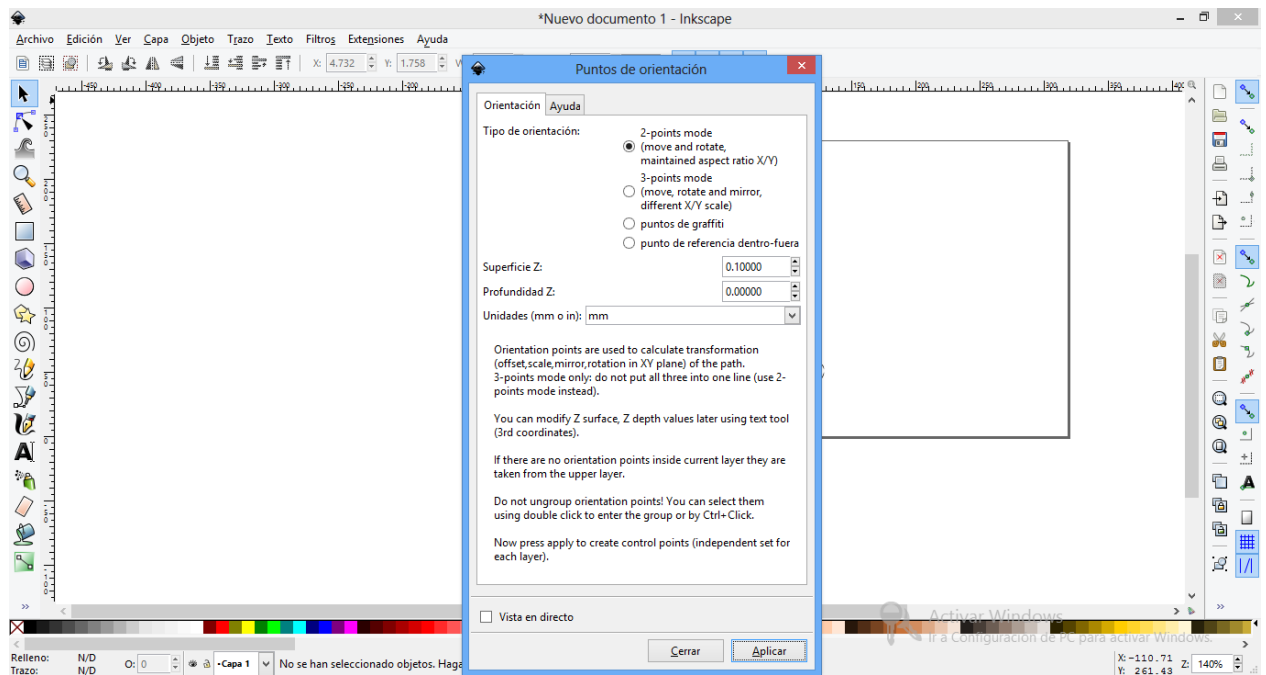 *Nuevo documento 1 - Inkscape
Archivo Edición Ver Capa Objeto Trazo Texto Filtros Extensiones Ayuda
X: 4.732 Y: 1.758
Puntos de orientación
Orientación Ayuda
Tipo de orientación:
2-points mode
(move and rotate,
maintained aspect ratio X/Y)
3-points mode
(move, rotate and mirror,
different X/Y scale)
puntos de graffiti
punto de referencia dentro-fuera
Superficie Z: 0.10000
Profundidad Z: 0.00000
Unidades (mm o in): mm
Orientation points are used to calculate transformation
(offset,scale,mirror,rotation in XY plane) of the path.
3-points mode only: do not put all three into one line (use 2-
points mode instead).
You can modify Z surface, Z depth values later using text tool
(3rd coordinates).
If there are no orientation points inside current layer they are
taken from the upper layer.
Do not ungroup orientation points! You can select them
using double click to enter the group or by Ctrl+Click.
Now press apply to create control points (independent set for
each layer).
Vista en directo
Cerrar Aplicar
Activar Windows
Ir a Configuración de PC para activar Windows.
Relleno: N/D
Trazo: N/D
O: 0
•Capa 1
No se han seleccionado objetos. Haga
X: -110.71
Y: 261.43
Z: 140%